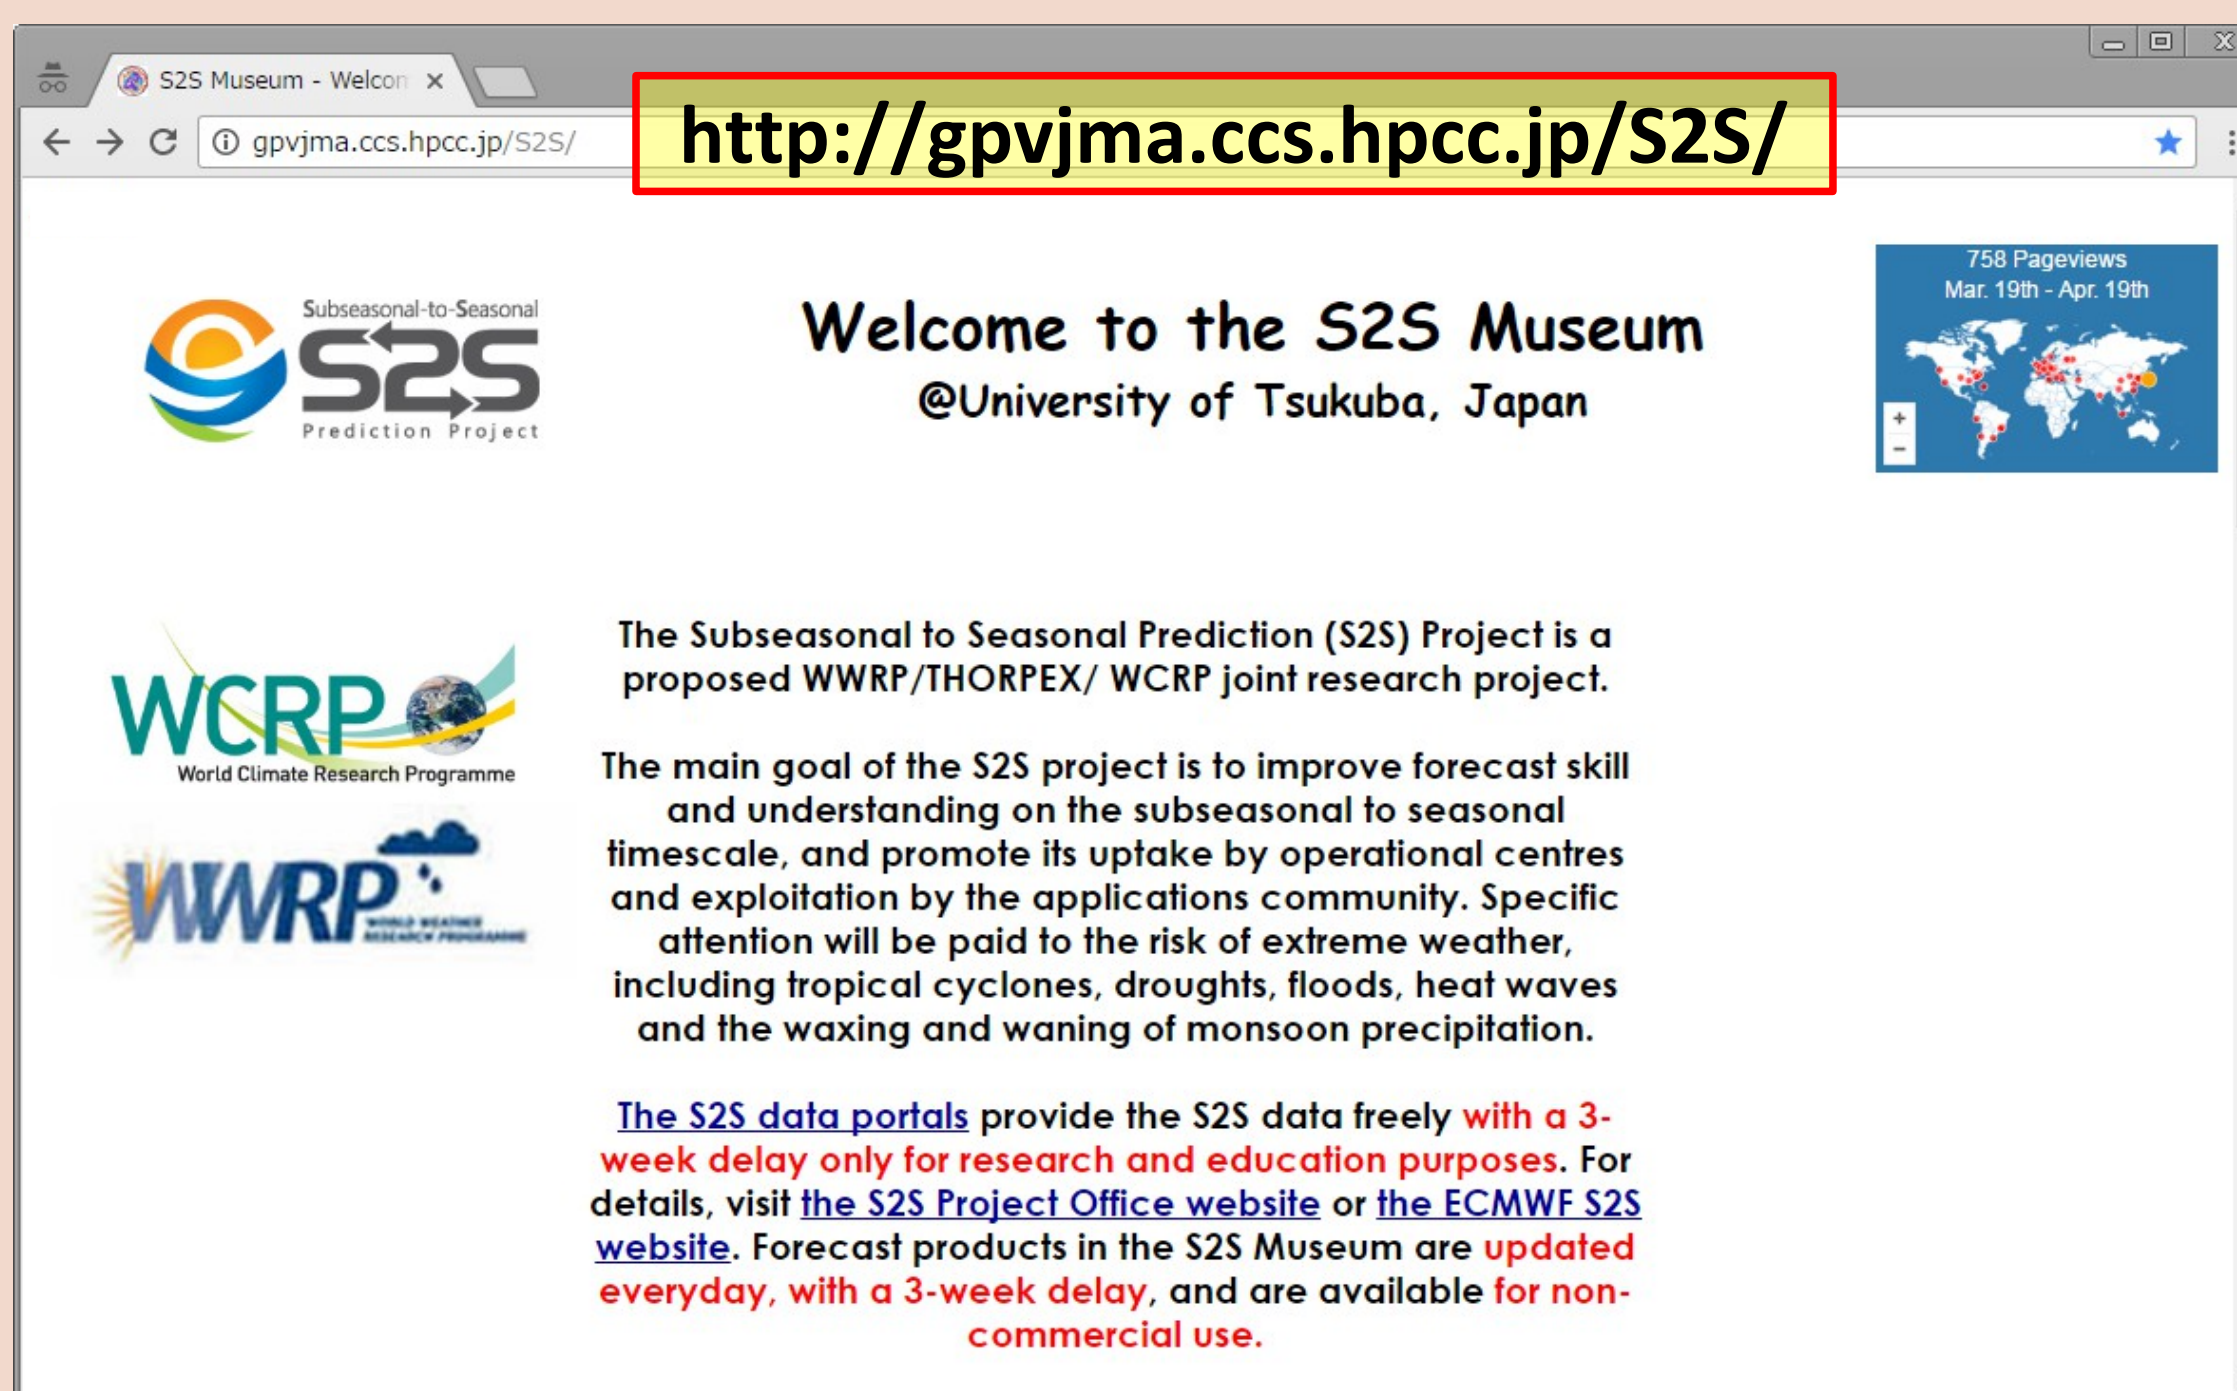 S2S Museum - Welcom
http://gpvjma.ccs.hpcc.jp/S2S/
gpvjma.ccs.hpcc.jp/S2S/
758 Pageviews
Mar. 19th - Apr. 19th
+
−
Subseasonal-to-Seasonal
S2S
Prediction Project
Welcome to the S2S Museum
@University of Tsukuba, Japan
WCRP
World Climate Research Programme
WWRP
WORLD WEATHER
RESEARCH PROGRAMME
The Subseasonal to Seasonal Prediction (S2S) Project is a
proposed WWRP/THORPEX/ WCRP joint research project.
The main goal of the S2S project is to improve forecast skill
and understanding on the subseasonal to seasonal
timescale, and promote its uptake by operational centres
and exploitation by the applications community. Specific
attention will be paid to the risk of extreme weather,
including tropical cyclones, droughts, floods, heat waves
and the waxing and waning of monsoon precipitation.
The S2S data portals provide the S2S data freely with a 3-
week delay only for research and education purposes. For
details, visit the S2S Project Office website or the ECMWF S2S
website. Forecast products in the S2S Museum are updated
everyday, with a 3-week delay, and are available for non-
commercial use.